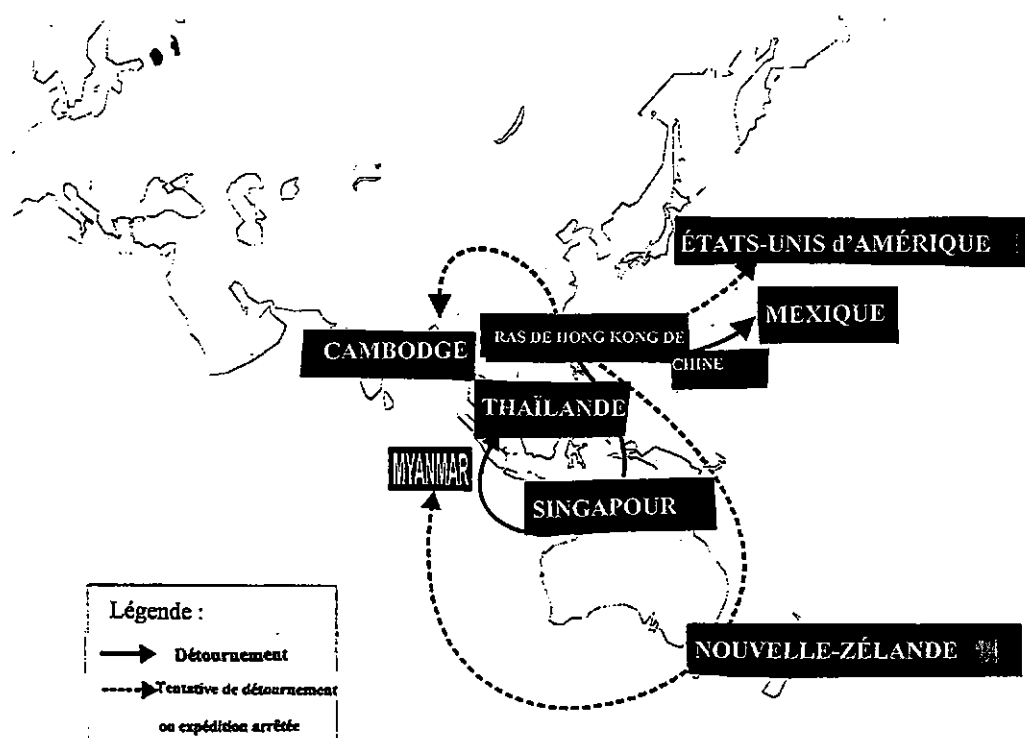 ÉTATS-UNIS d'AMÉRIQUE
MEXIQUE
RAS DE HONG KONG DE
CHINE
CAMBODGE
THAÏLANDE
MYANMAR
SINGAPOUR
NOUVELLE-ZÉLANDE
Légende :
Détournement
Tentative de détournement
ou expédition arrêtée